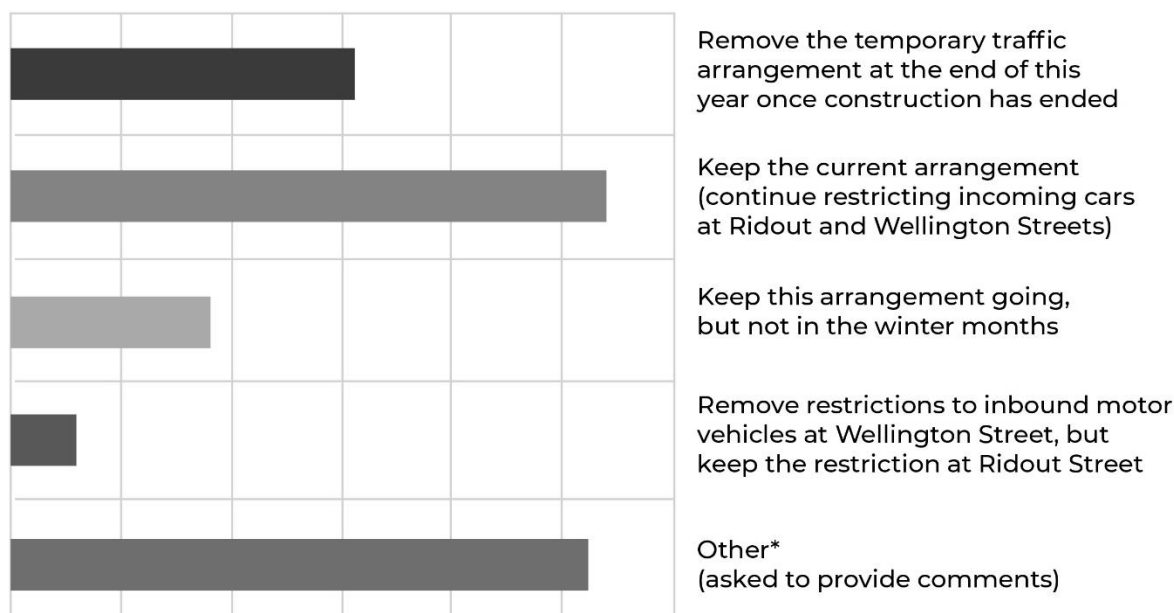 Remove the temporary traffic
arrangement at the end of this
year once construction has ended
Keep the current arrangement
(continue restricting incoming cars
at Ridout and Wellington Streets)
Keep this arrangement going,
but not in the winter months
Remove restrictions to inbound motor
vehicles at Wellington Street, but
keep the restriction at Ridout Street
Other*
(asked to provide comments)